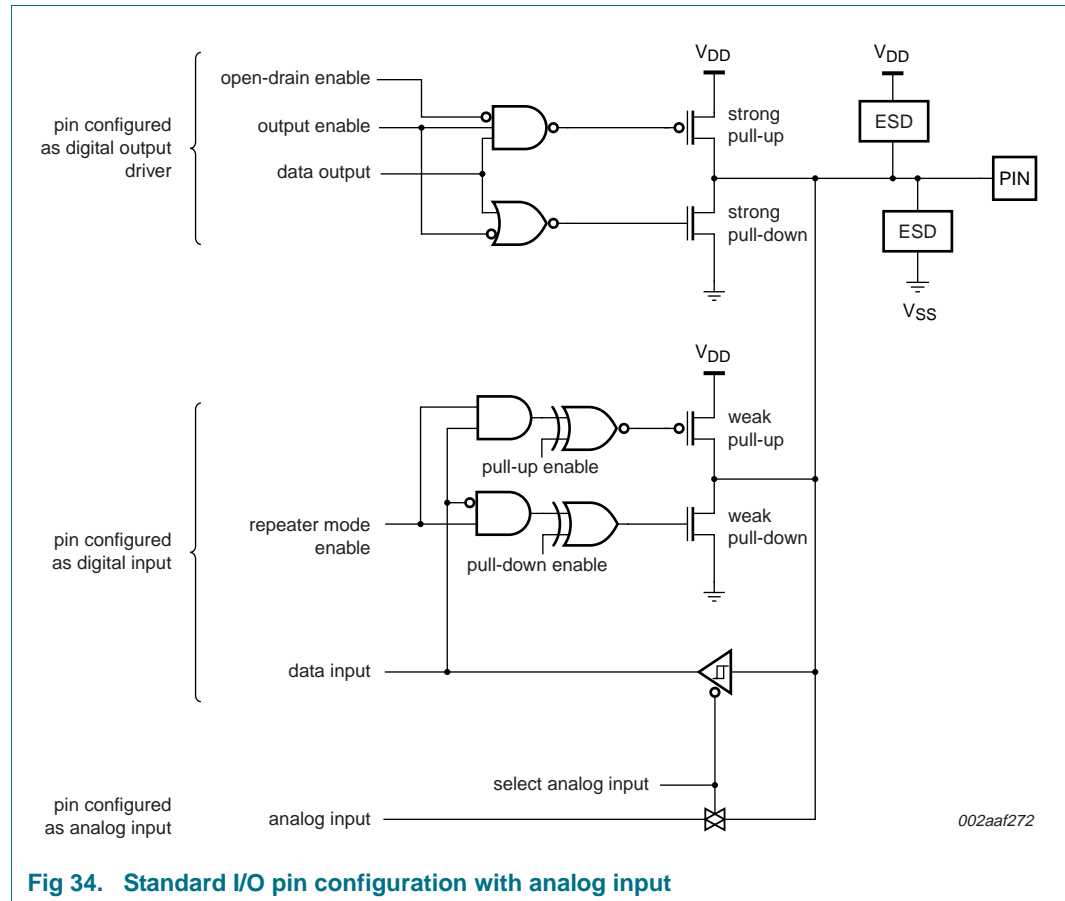 V_DD
V_DD
open-drain enable
strong
pull-up
ESD
pin configured
as digital output
driver
output enable
data output
PIN
strong
pull-down
ESD
V_SS
V_DD
weak
pull-up
pull-up enable
pin configured
as digital input
repeater mode
enable
weak
pull-down
pull-down enable
data input
select analog input
pin configured
as analog input
analog input
002aaf272
Fig 34. Standard I/O pin configuration with analog input